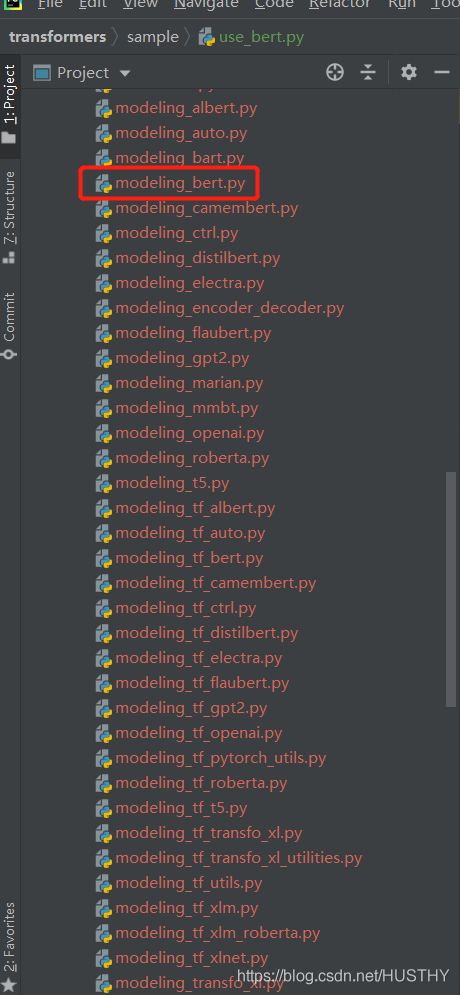 File Edit View Navigate Code Refactor Run Too
transformers 〉 sample 〉 use_bert.py
Project
1: Project
7: Structure
Commit
2: Favorites
modeling_albert.py
modeling_auto.py
modeling_bart.py
modeling_bert.py
modeling_camembert.py
modeling_ctrl.py
modeling_distilbert.py
modeling_electra.py
modeling_encoder_decoder.py
modeling_flaubert.py
modeling_gpt2.py
modeling_marian.py
modeling_mmbt.py
modeling_openai.py
modeling_roberta.py
modeling_t5.py
modeling_tf_albert.py
modeling_tf_auto.py
modeling_tf_bert.py
modeling_tf_camembert.py
modeling_tf_ctrl.py
modeling_tf_distilbert.py
modeling_tf_electra.py
modeling_tf_flaubert.py
modeling_tf_gpt2.py
modeling_tf_openai.py
modeling_tf_pytorch_utils.py
modeling_tf_roberta.py
modeling_tf_t5.py
modeling_tf_transfo_xl.py
modeling_tf_transfo_xl_utilities.py
modeling_tf_utils.py
modeling_tf_xlm.py
modeling_tf_xlm_roberta.py
modeling_tf_xlnet.py
modeling_transfo_xl.py
https://blog.csdn.net/HUSTHY